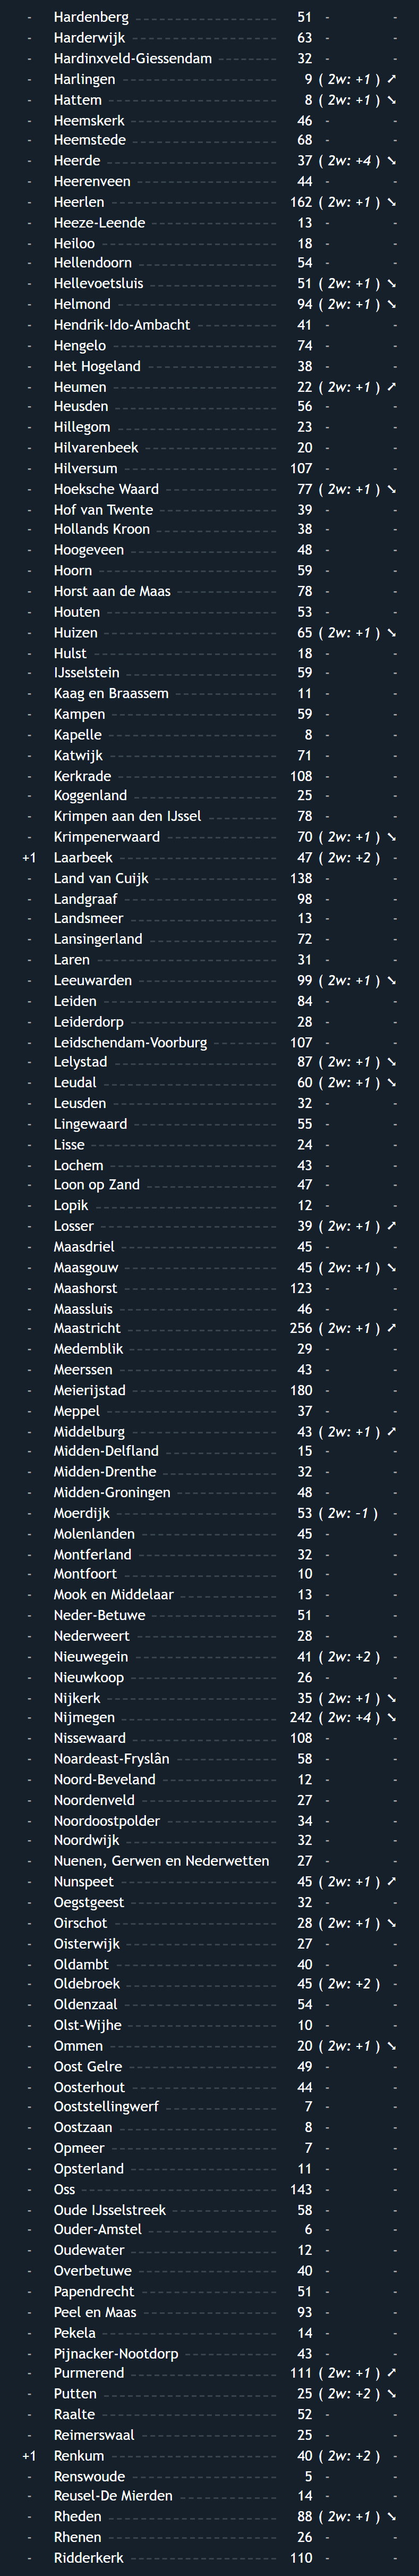 - Hardenberg 51 - -
- Harderwijk 63 - -
- Hardinxveld-Giessendam 32 - -
- Harlingen 9 ( 2w: +1 ) ➚
- Hattem 8 ( 2w: +1 ) ➘
- Heemskerk 46 - -
- Heemstede 68 - -
- Heerde 37 ( 2w: +4 ) ➘
- Heerenveen 44 - -
- Heerlen 162 ( 2w: +1 ) ➘
- Heeze-Leende 13 - -
- Heiloo 18 - -
- Hellendoorn 54 - -
- Hellevoetsluis 51 ( 2w: +1 ) ➘
- Helmond 94 ( 2w: +1 ) ➘
- Hendrik-Ido-Ambacht 41 - -
- Hengelo 74 - -
- Het Hogeland 38 - -
- Heumen 22 ( 2w: +1 ) ➚
- Heusden 56 - -
- Hillegom 23 - -
- Hilvarenbeek 20 - -
- Hilversum 107 - -
- Hoeksche Waard 77 ( 2w: +1 ) ➘
- Hof van Twente 39 - -
- Hollands Kroon 38 - -
- Hoogeveen 48 - -
- Hoorn 59 - -
- Horst aan de Maas 78 - -
- Houten 53 - -
- Huizen 65 ( 2w: +1 ) ➘
- Hulst 18 - -
- IJsselstein 59 - -
- Kaag en Braassem 11 - -
- Kampen 59 - -
- Kapelle 8 - -
- Katwijk 71 - -
- Kerkrade 108 - -
- Koggenland 25 - -
- Krimpen aan den IJssel 78 - -
- Krimpenerwaard 70 ( 2w: +1 ) ➘
+1 Laarbeek 47 ( 2w: +2 ) -
- Land van Cuijk 138 - -
- Landgraaf 98 - -
- Landsmeer 13 - -
- Lansingerland 72 - -
- Laren 31 - -
- Leeuwarden 99 ( 2w: +1 ) ➘
- Leiden 84 - -
- Leiderdorp 28 - -
- Leidschendam-Voorburg 107 - -
- Lelystad 87 ( 2w: +1 ) ➘
- Leudal 60 ( 2w: +1 ) ➘
- Leusden 32 - -
- Lingewaard 55 - -
- Lisse 24 - -
- Lochem 43 - -
- Loon op Zand 47 - -
- Lopik 12 - -
- Losser 39 ( 2w: +1 ) ➚
- Maasdriel 45 - -
- Maasgouw 45 ( 2w: +1 ) ➘
- Maashorst 123 - -
- Maassluis 46 - -
- Maastricht 256 ( 2w: +1 ) ➚
- Medemblik 29 - -
- Meerssen 43 - -
- Meierijstad 180 - -
- Meppel 37 - -
- Middelburg 43 ( 2w: +1 ) ➚
- Midden-Delfland 15 - -
- Midden-Drenthe 32 - -
- Midden-Groningen 48 - -
- Moerdijk 53 ( 2w: -1 )
- Molenlanden 45 - -
- Montferland 32 - -
- Montfoort 10 - -
- Mook en Middelaar 13 - -
- Neder-Betuwe 51 - -
- Nederweert 28 - -
- Nieuwegein 41 ( 2w: +2 ) -
- Nieuwkoop 26 - -
- Nijkerk 35 ( 2w: +1 ) ➘
- Nijmegen 242 ( 2w: +4 ) ➘
- Nissewaard 108 - -
- Noardeast-Fryslân 58 - -
- Noord-Beveland 12 - -
- Noordenveld 27 - -
- Noordoostpolder 34 - -
- Noordwijk 32 - -
- Nuenen, Gerwen en Nederwetten 27 - -
- Nunspeet 45 ( 2w: +1 ) ➚
- Oegstgeest 32 - -
- Oirschot 28 ( 2w: +1 ) ➘
- Oisterwijk 27 - -
- Oldambt 40 - -
- Oldebroek 45 ( 2w: +2 ) -
- Oldenzaal 54 - -
- Olst-Wijhe 10 - -
- Ommen 20 ( 2w: +1 ) ➘
- Oost Gelre 49 - -
- Oosterhout 44 - -
- Ooststellingwerf 7 - -
- Oostzaan 8 - -
- Opmeer 7 - -
- Opsterland 11 - -
- Oss 143 - -
- Oude IJsselstreek 58 - -
- Ouder-Amstel 6 - -
- Oudewater 12 - -
- Overbetuwe 40 - -
- Papendrecht 51 - -
- Peel en Maas 93 - -
- Pekela 14 - -
- Pijnacker-Nootdorp 43 - -
- Purmerend 111 ( 2w: +1 ) ➚
- Putten 25 ( 2w: +2 ) ➘
- Raalte 52 - -
- Reimerswaal 25 - -
+1 Renkum 40 ( 2w: +2 ) -
- Renswoude 5 - -
- Reusel-De Mierden 14 - -
- Rheden 88 ( 2w: +1 ) ➘
- Rhenen 26 - -
- Ridderkerk 110 - -